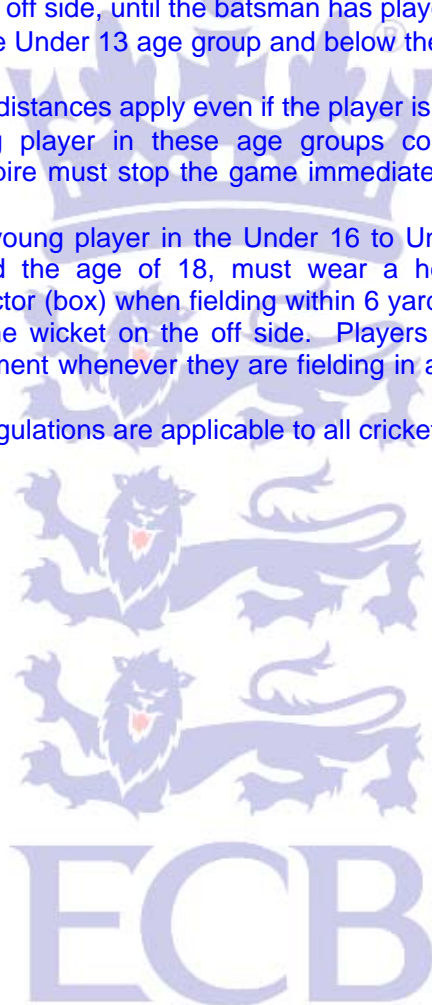 off side, until the batsman has playe
e Under 13 age group and below the
®
distances apply even if the player is
g player in these age groups co
pire must stop the game immediate
young player in the Under 16 to Un
d the age of 18, must wear a he
ctor (box) when fielding within 6 yard
ne wicket on the off side. Players
ment whenever they are fielding in a
gulations are applicable to all cricket
ECB